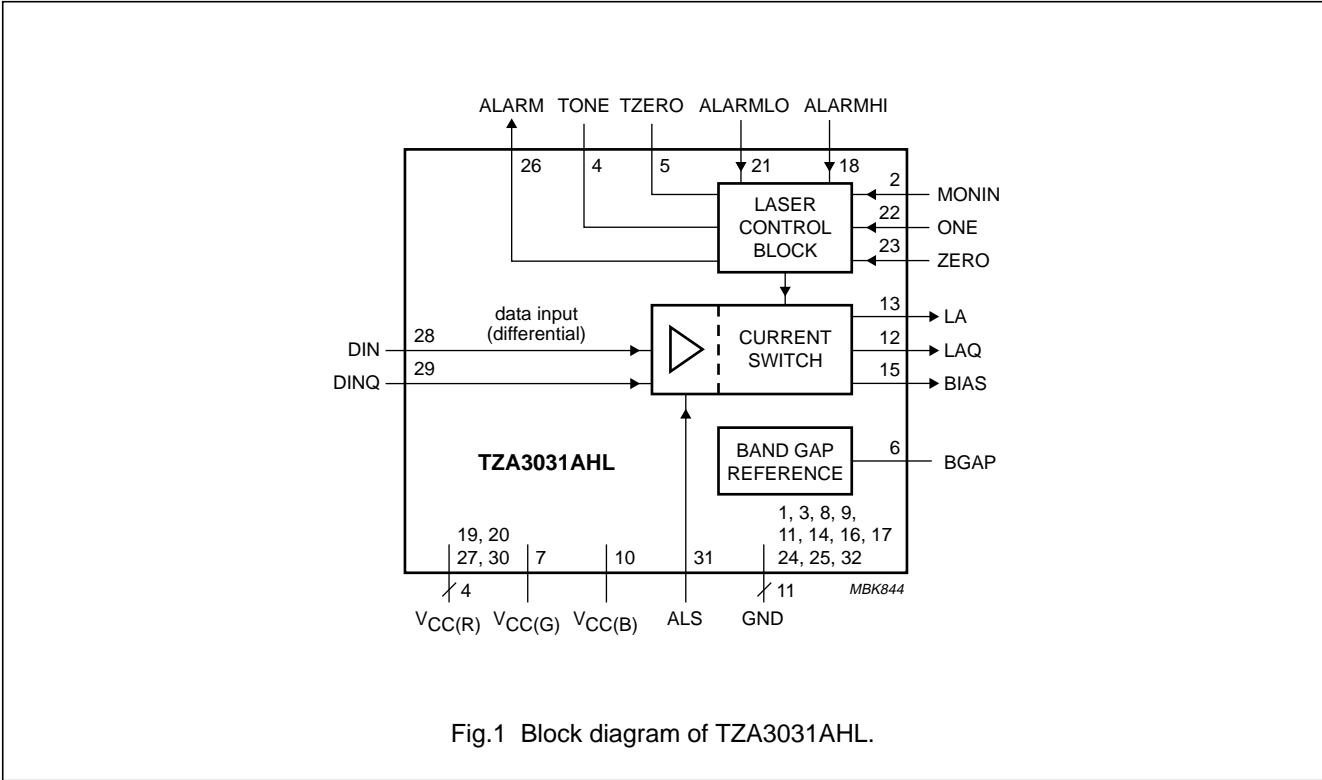 ALARM TONE TZERO ALARMLO ALARMHI
26 4 5 21 18
2 MONIN
LASER
CONTROL
BLOCK
22 ONE
23 ZERO
data input
(differential)
DIN 28
DINQ 29
CURRENT
SWITCH
13 LA
12 LAQ
15 BIAS
TZA3031AHL
BAND GAP
REFERENCE
6 BGAP
19, 20
27, 30 7 10 31
1, 3, 8, 9,
11, 14, 16, 17
24, 25, 32
4 11 MBK844
VCC(R) VCC(G) VCC(B) ALS GND
Fig.1 Block diagram of TZA3031AHL.